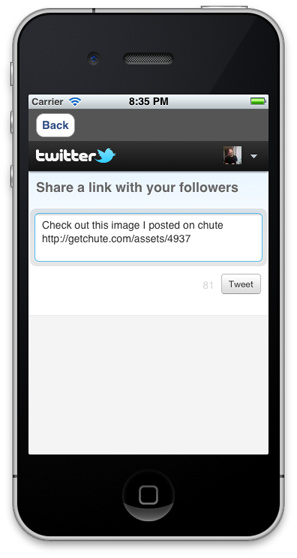 Carrier 8:35 PM
Back
twitter
Share a link with your followers
Check out this image I posted on chute
http://getchute.com/assets/4937
81 Tweet